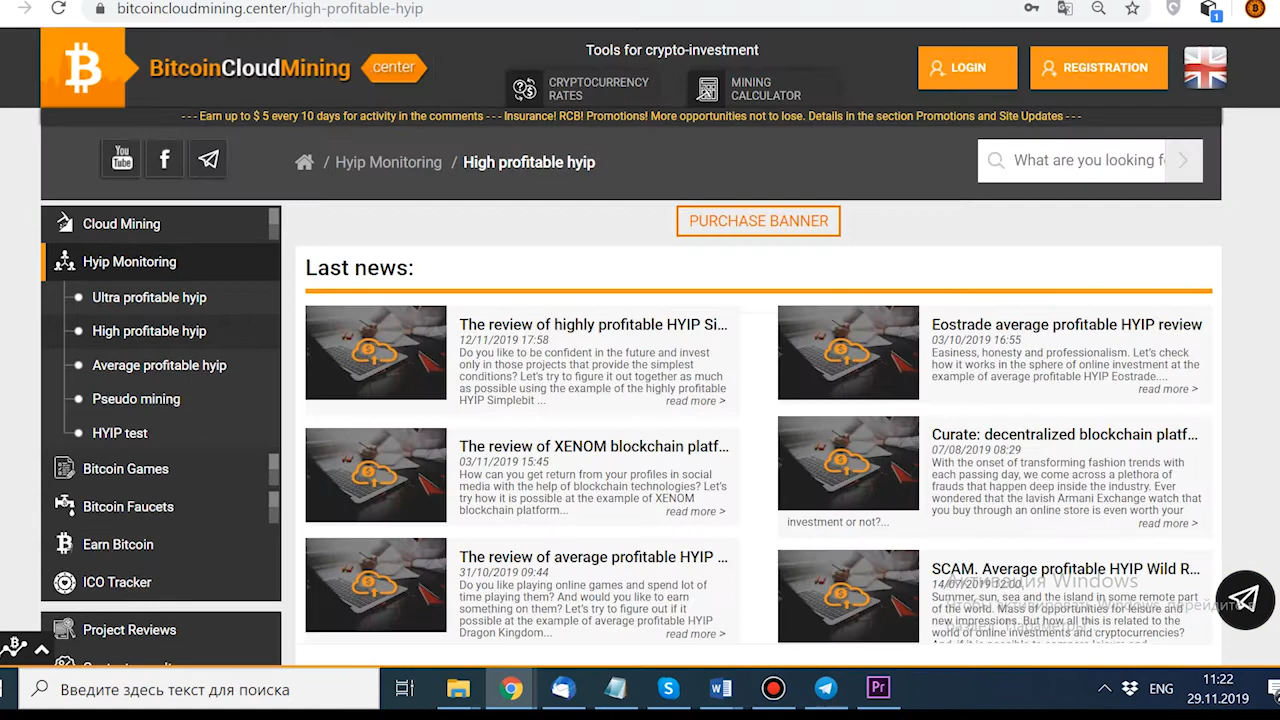 bitcoincloudmining.center/high-profitable-hyip
1
BitcoinCloudMining
center
Tools for crypto-investment
CRYPTOCURRENCY
RATES
MINING
CALCULATOR
LOGIN
REGISTRATION
--- Earn up to $ 5 every 10 days for activity in the comments --- Insurance! RCB! Promotions! More opportunities not to lose. Details in the section Promotions and Site Updates ---
You
Tube
/ Hyip Monitoring / High profitable hyip
What are you looking f
Cloud Mining
Hyip Monitoring
Ultra profitable hyip
High profitable hyip
Average profitable hyip
Pseudo mining
HYIP test
Bitcoin Games
Bitcoin Faucets
Earn Bitcoin
ICO Tracker
Project Reviews
PURCHASE BANNER
Last news:
The review of highly profitable HYIP Si...
12/11/2019 17:58
Do you like to be confident in the future and invest
only in those projects that provide the simplest
conditions? Let's try to figure it out together as much
as possible using the example of the highly profitable
HYIP Simplebit ...
read more >
The review of XENOM blockchain platf...
03/11/2019 15:45
How can you get return from your profiles in social
media with the help of blockchain technologies? Let's
try how it is possible at the example of XENOM
blockchain platform...
read more >
The review of average profitable HYIP ...
31/10/2019 09:44
Do you like playing online games and spend lot of
time playing them? And would you like to earn
something on them? Let's try to figure out if it
possible at the example of average profitable HYIP
Dragon Kingdom...
read more >
Eostrade average profitable HYIP review
03/10/2019 16:55
Easiness, honesty and professionalism. Let's check
how it works in the sphere of online investment at the
example of average profitable HYIP Eostrade....
read more >
Curate: decentralized blockchain platf...
07/08/2019 08:29
With the onset of transforming fashion trends with
each passing day, we come across a plethora of
frauds that happen deep inside the industry. Ever
wondered that the lavish Armani Exchange watch that
you buy through an online store is even worth your
investment or not?...
read more >
SCAM. Average profitable HYIP Wild R...
14/07/2019 12:00
Summer, sun, sea and the island in some remote part
of the world. Mass of opportunities for leisure and
new impressions. But how all this is related to the
world of online investments and cryptocurrencies?
Активация Windows
Введите здесь текст для поиска
ENG
11:22
29.11.2019